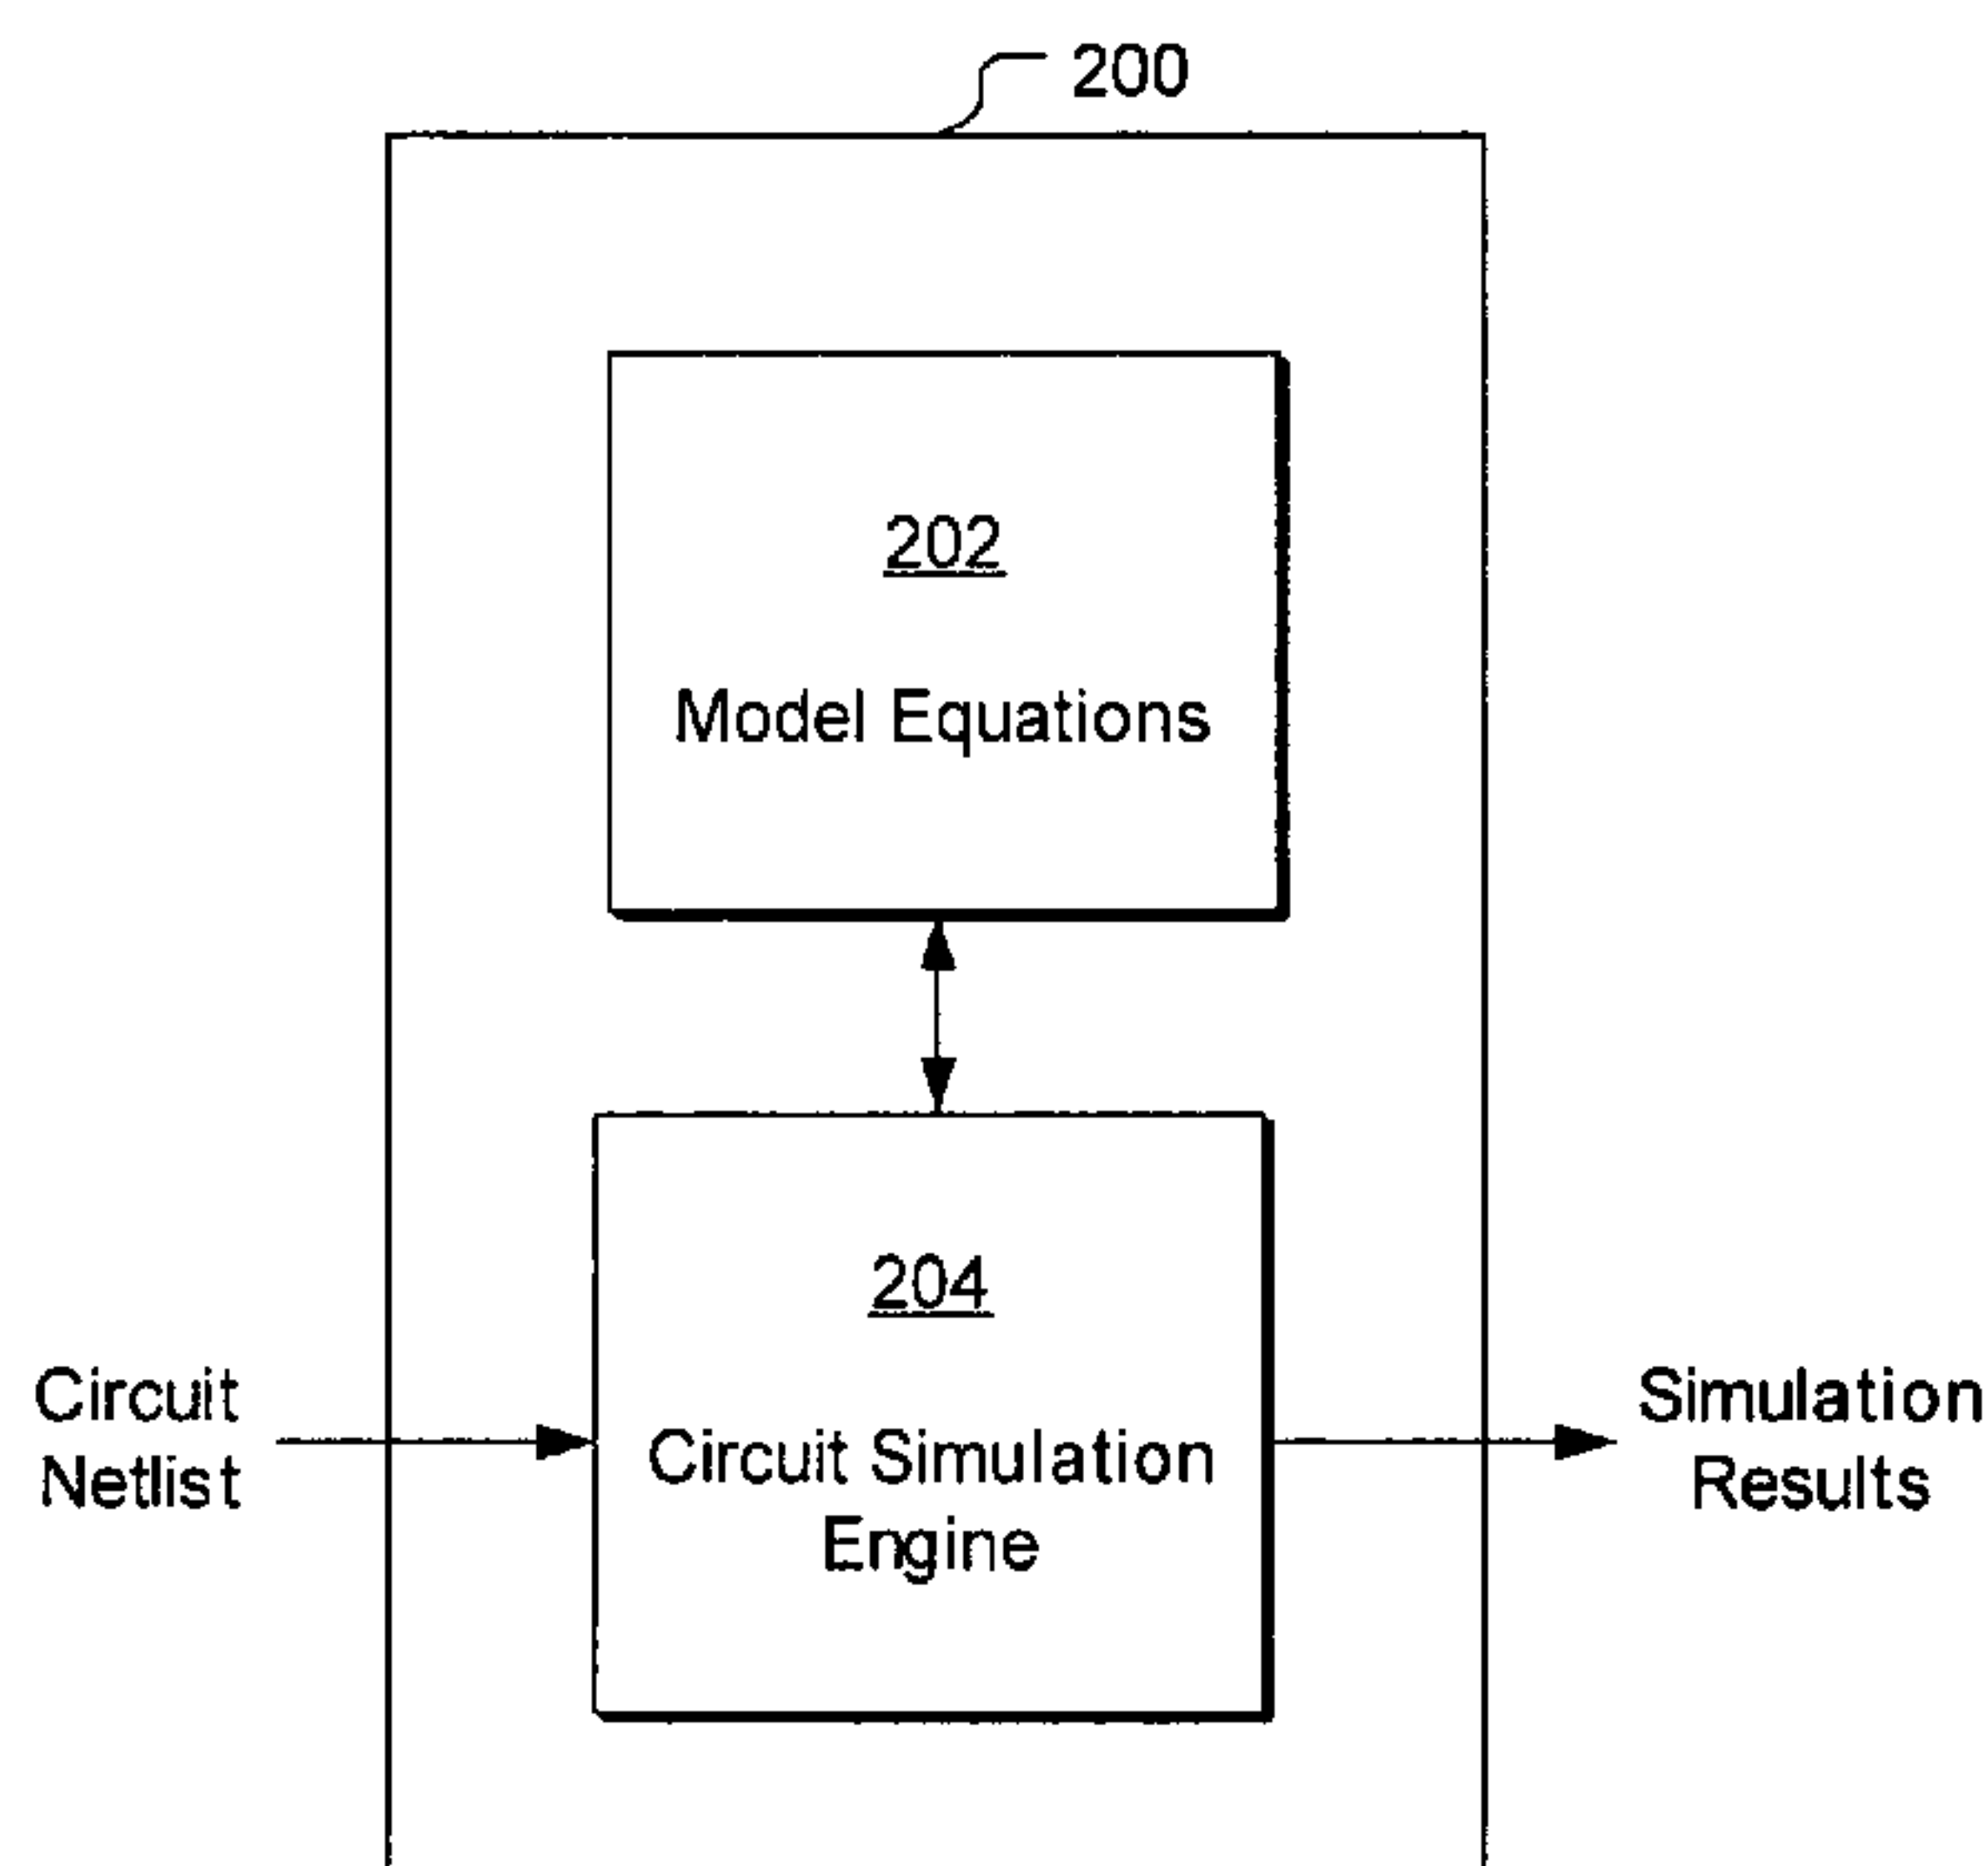 200
202
Model Equations
204
Circuit
Netlist
Circuit Simulation
Engine
Simulation
Results